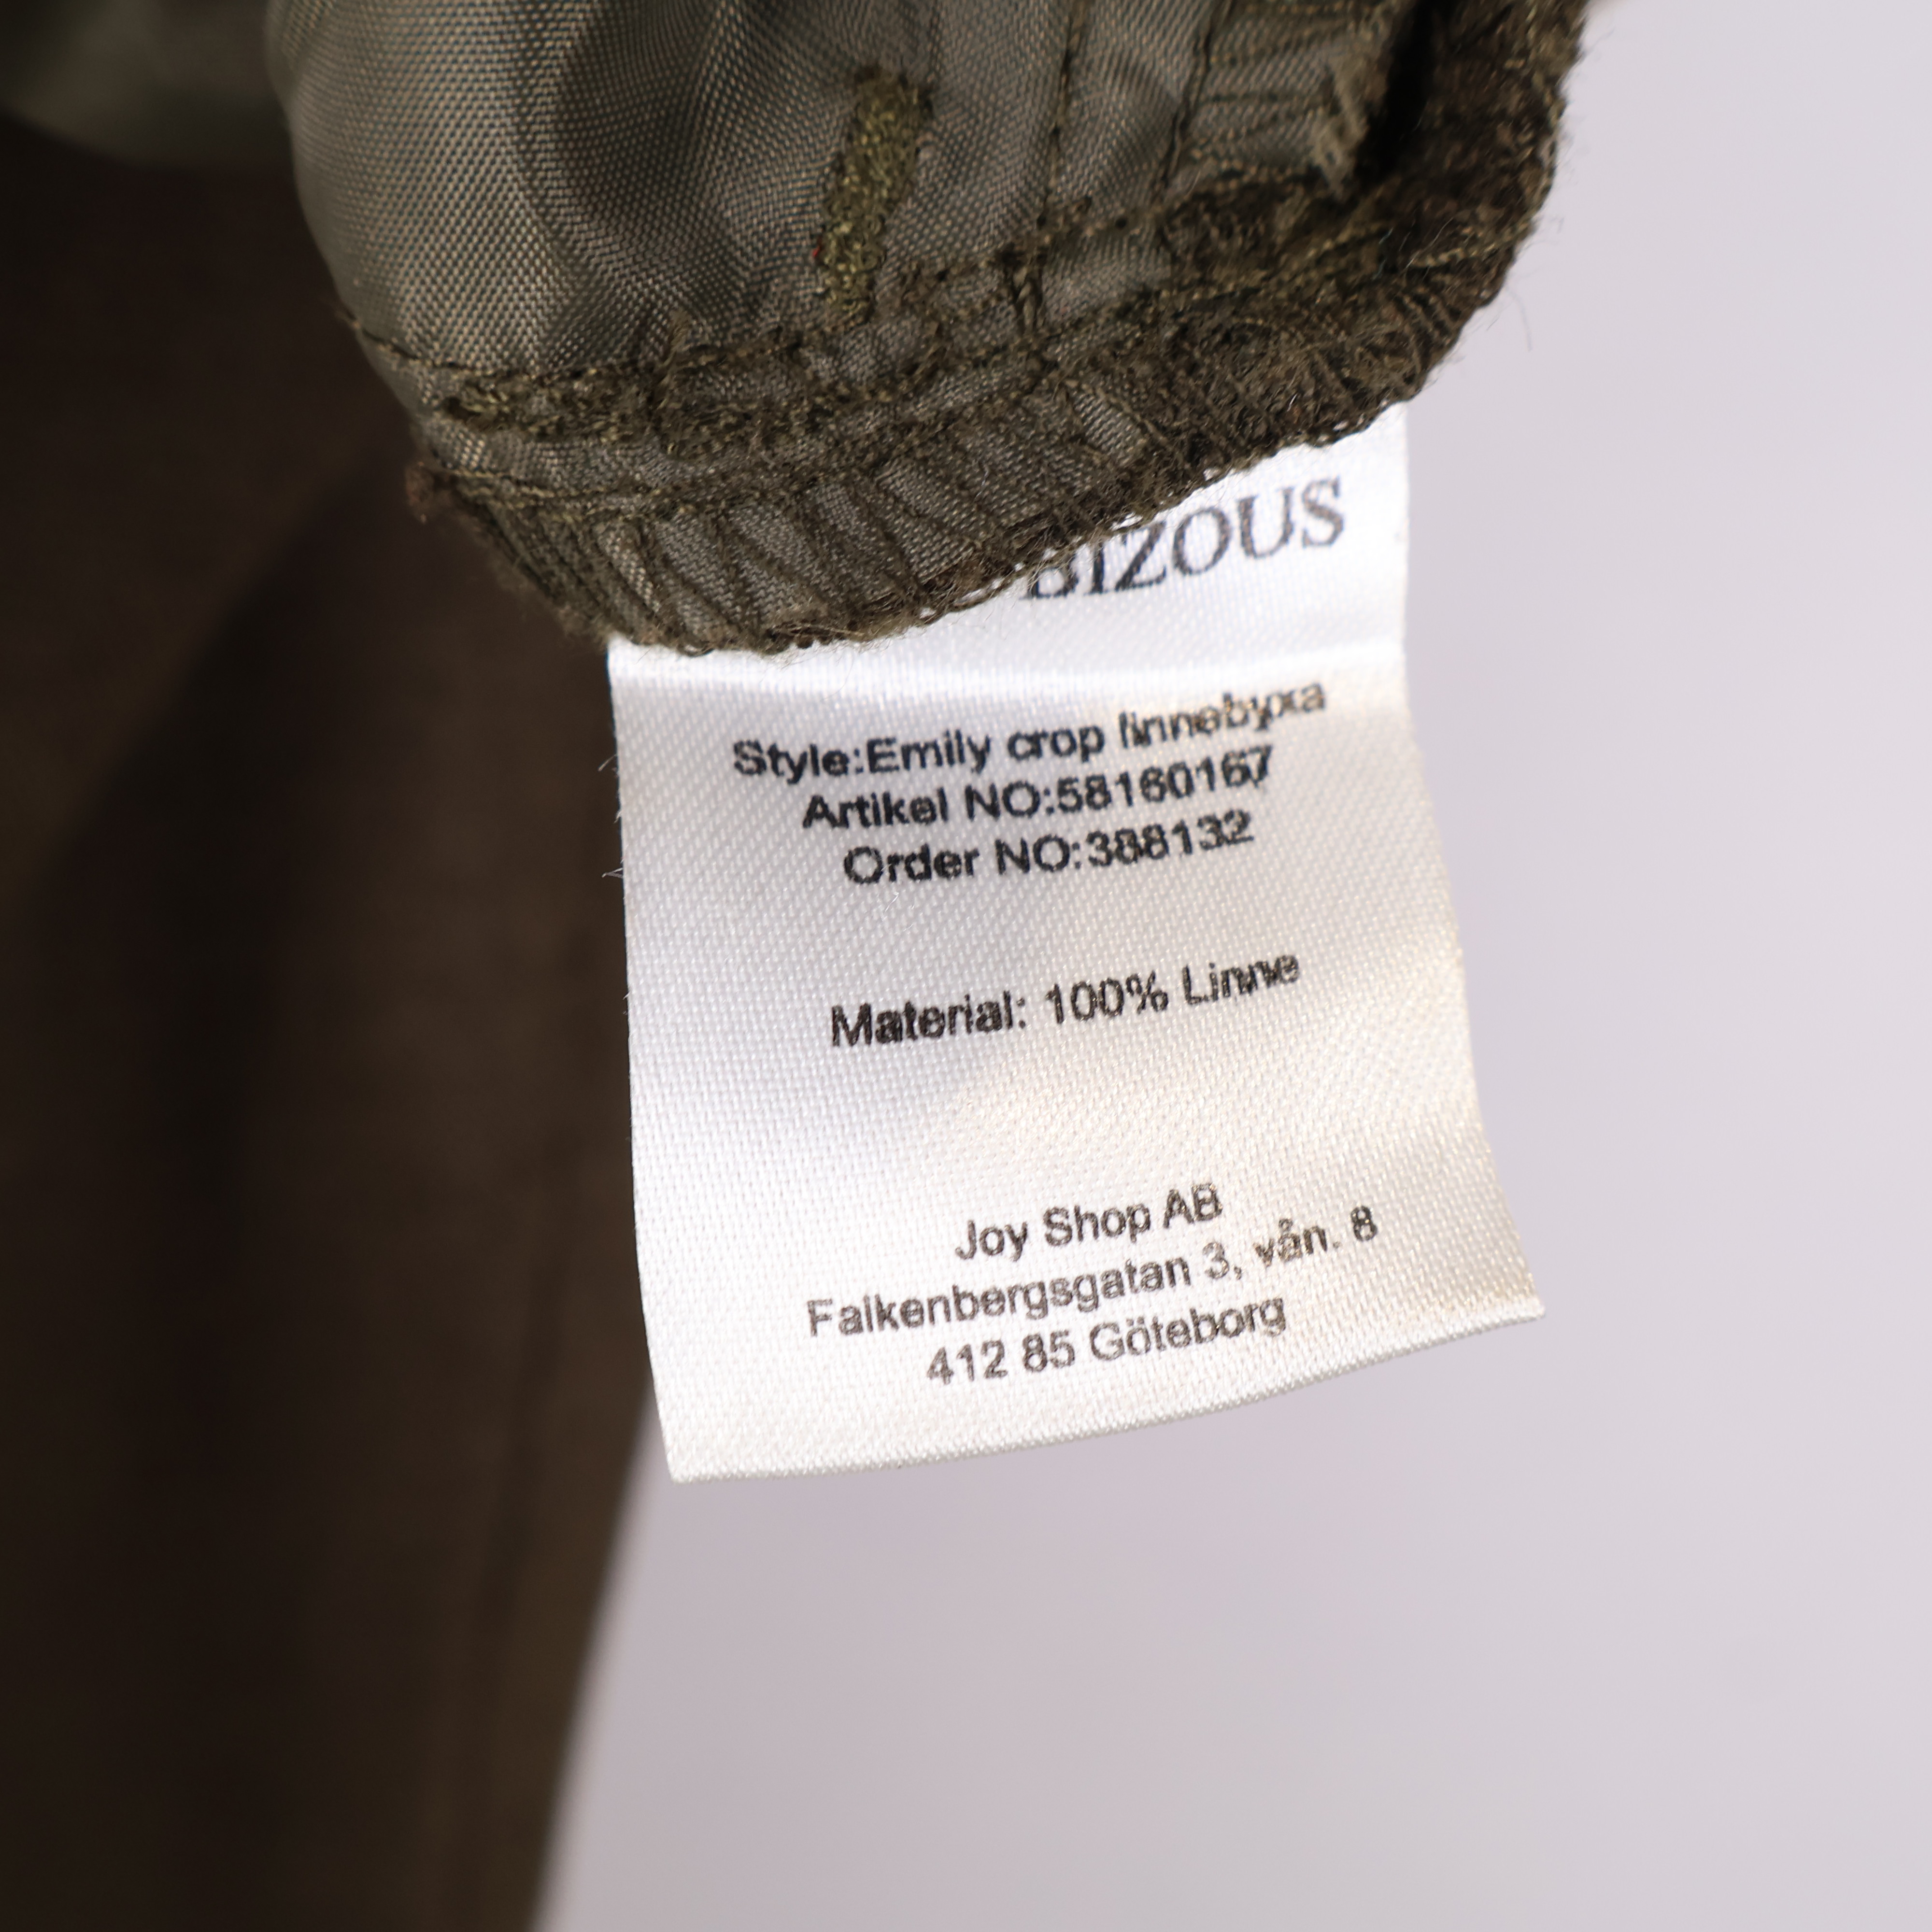 BIZOUS
Style:Emily crop linnebyxa
Artikel NO:58160167
Order NO:388132
Material: 100% Linne
Joy Shop AB
Falkenbergsgatan 3, vån. 8
412 85 Göteborg